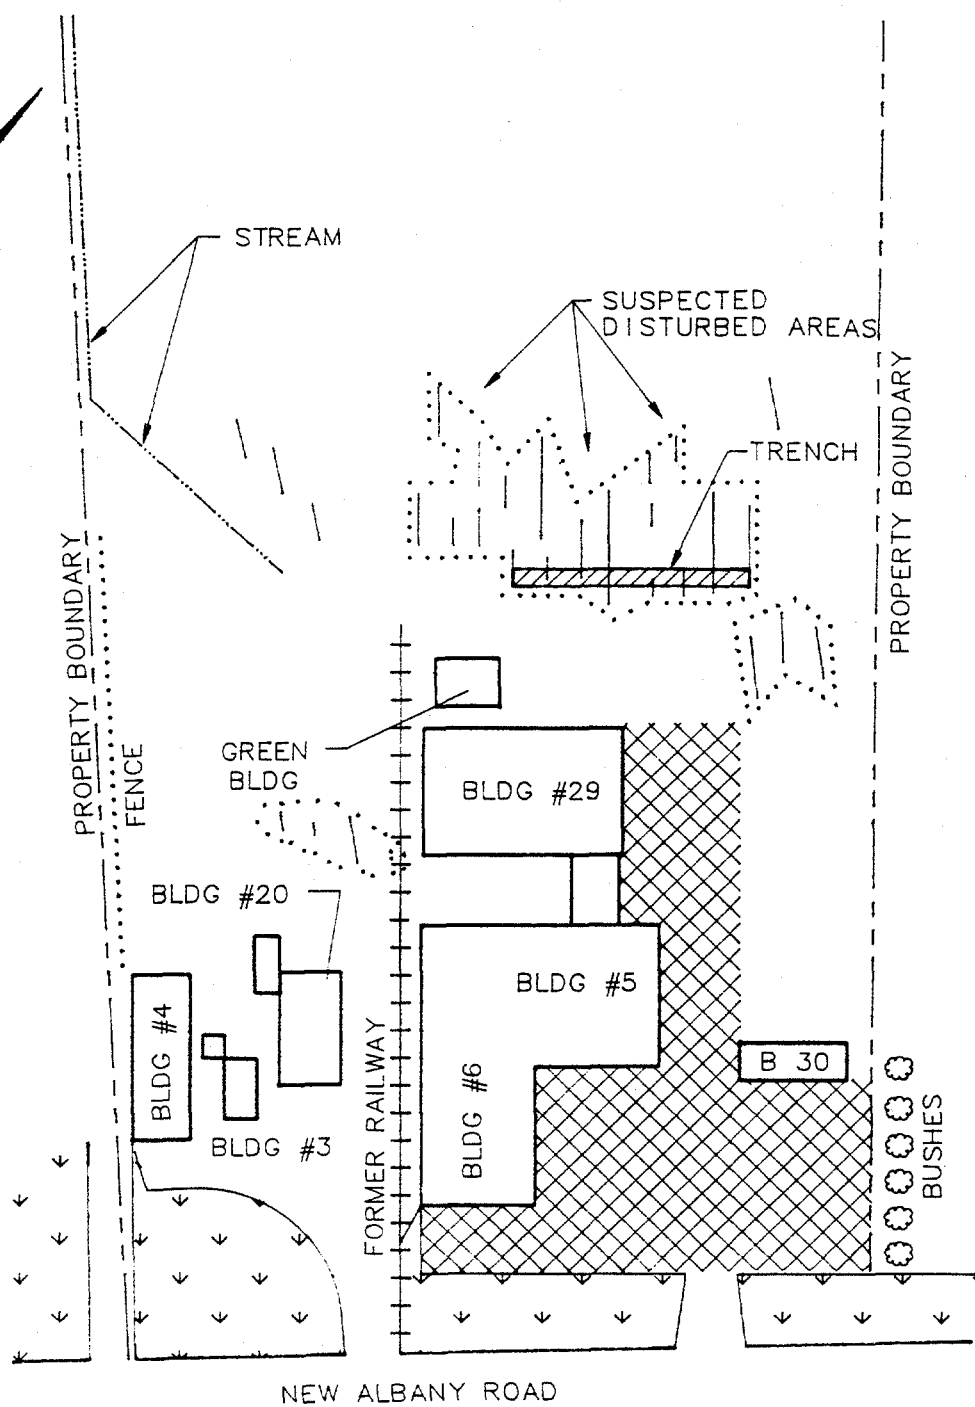 STREAM
SUSPECTED
DISTURBED AREAS
PROPERTY BOUNDARY
TRENCH
PROPERTY BOUNDARY
FENCE
GREEN
BLDG
BLDG #29
BLDG #20
BLDG #5
BLDG #4
BLDG #6
B 30
BLDG #3
FORMER RAILWAY
BUSHES
NEW ALBANY ROAD